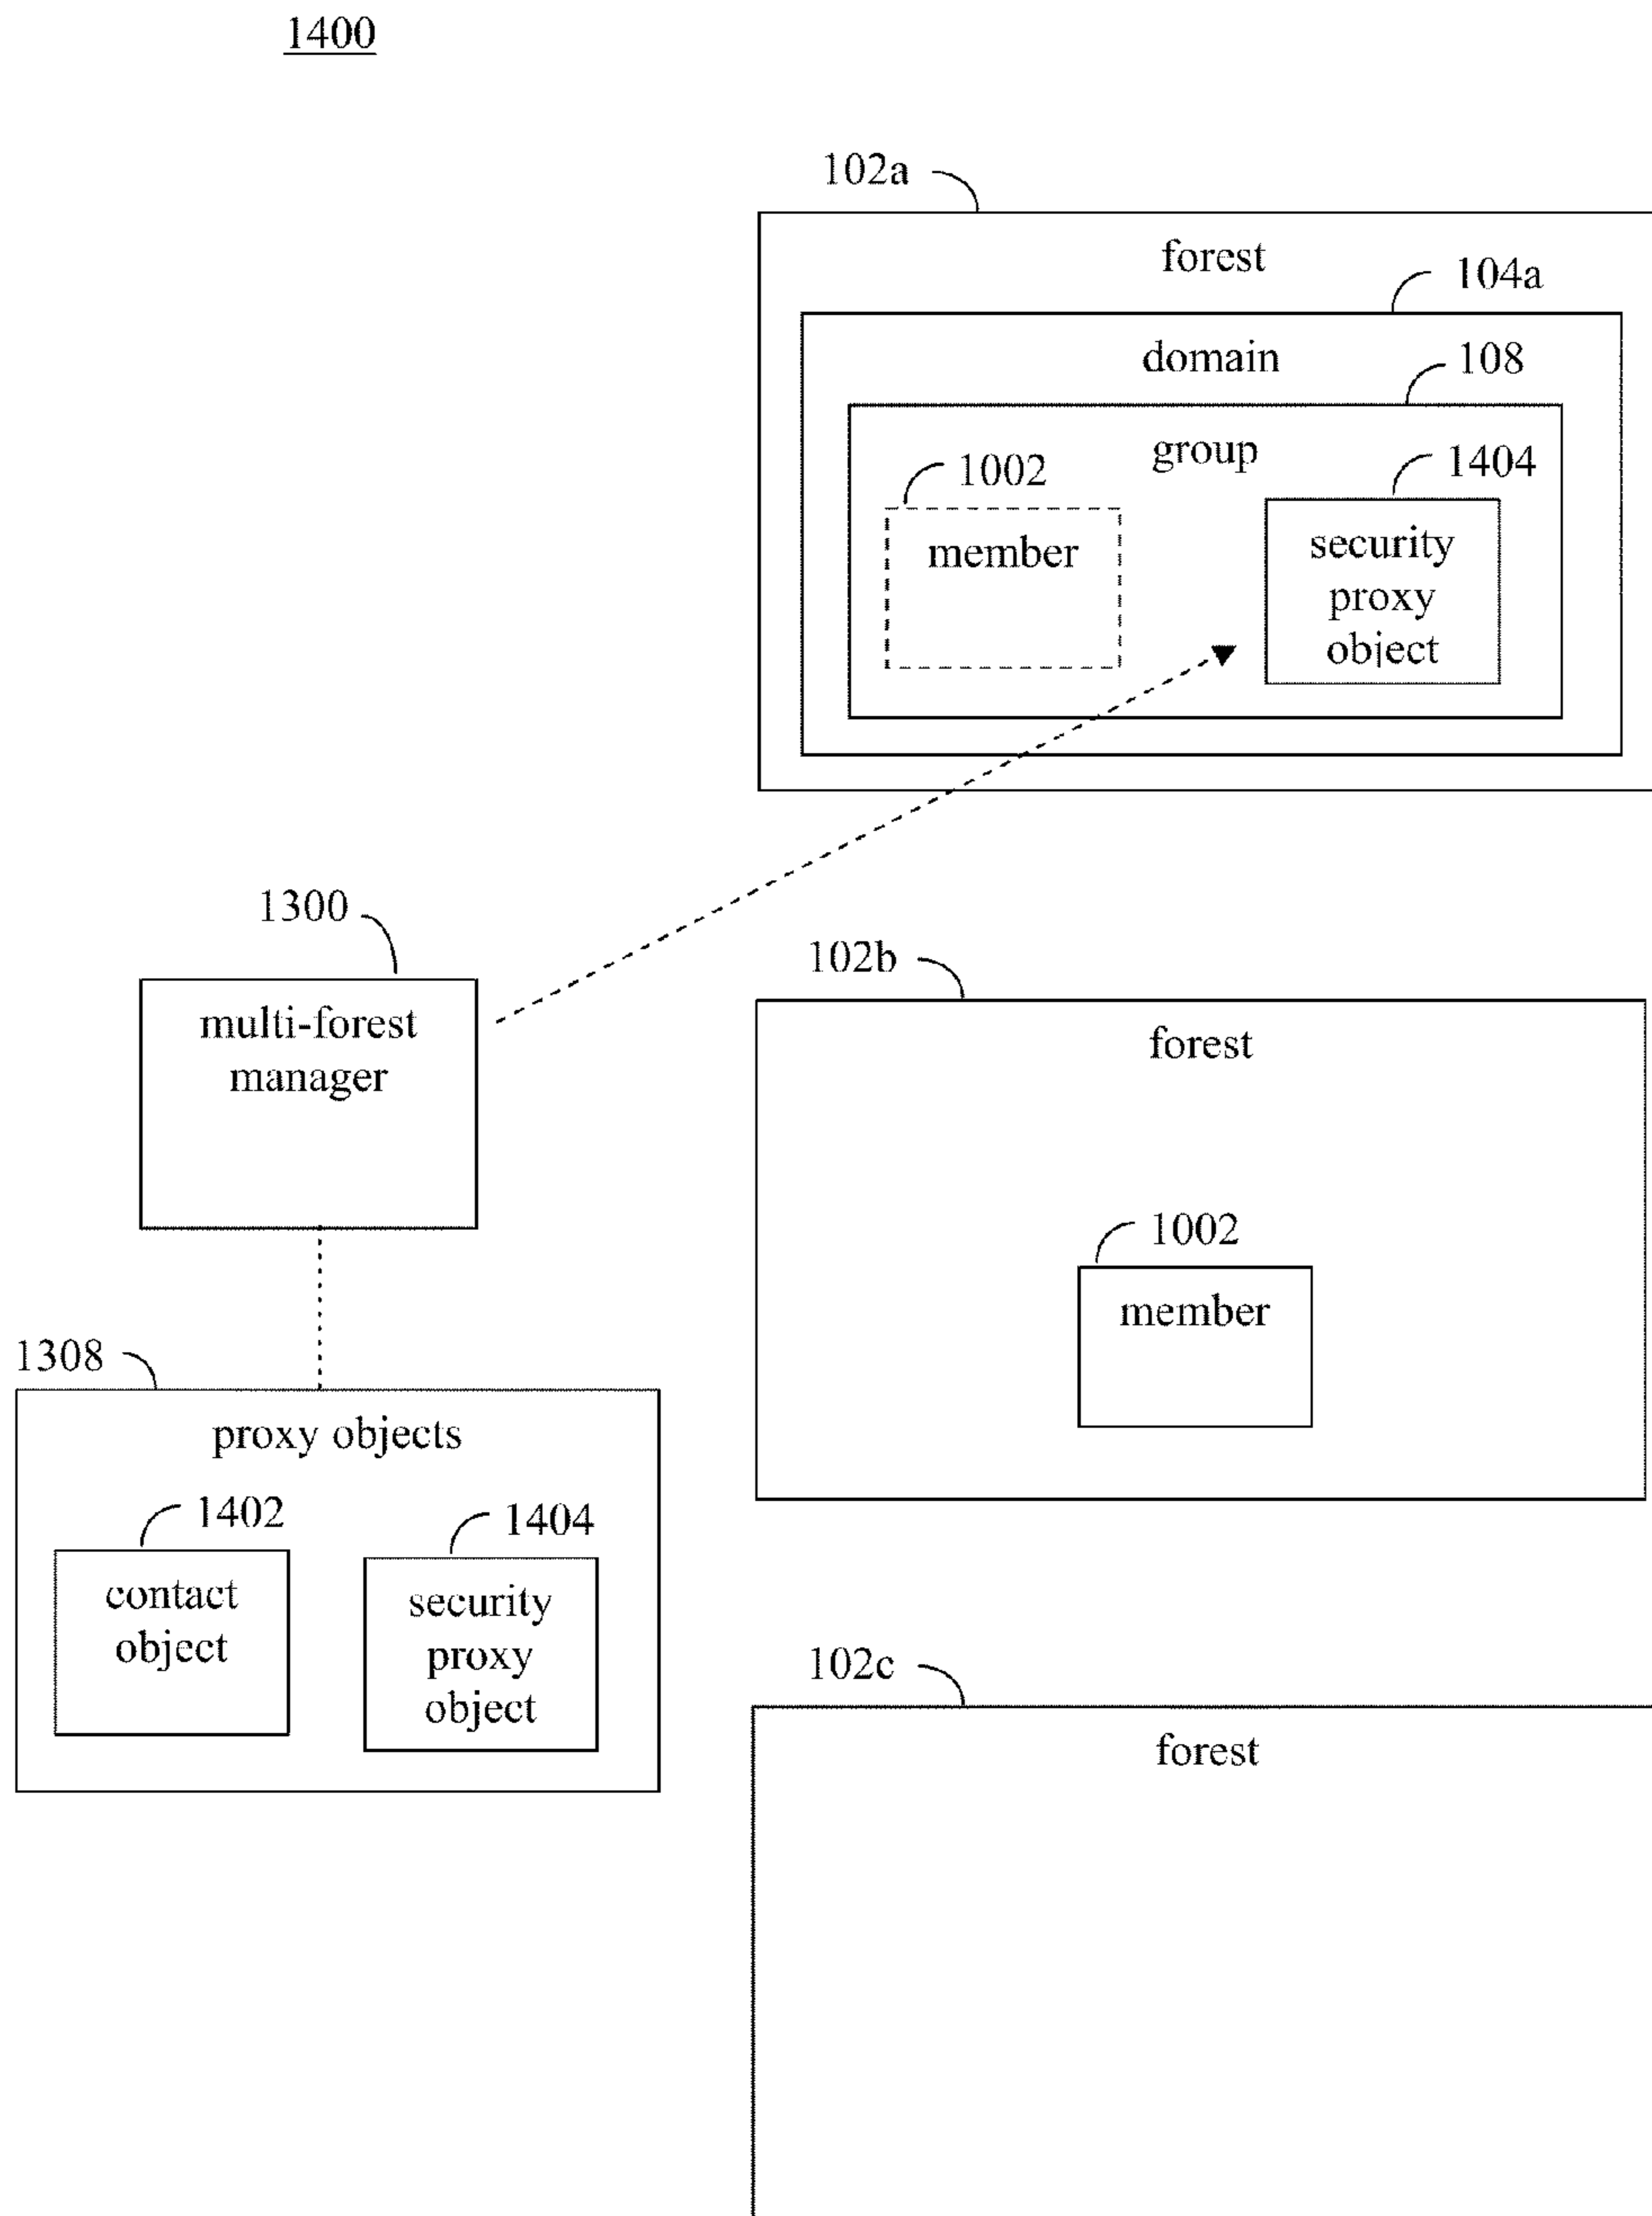 1400
102a
forest
104a
domain
108
group
1002
1404
member
security
proxy
object
1300
multi-forest
manager
102b
forest
1002
member
1308
proxy objects
1402
1404
contact
object
security
proxy
object
102c
forest